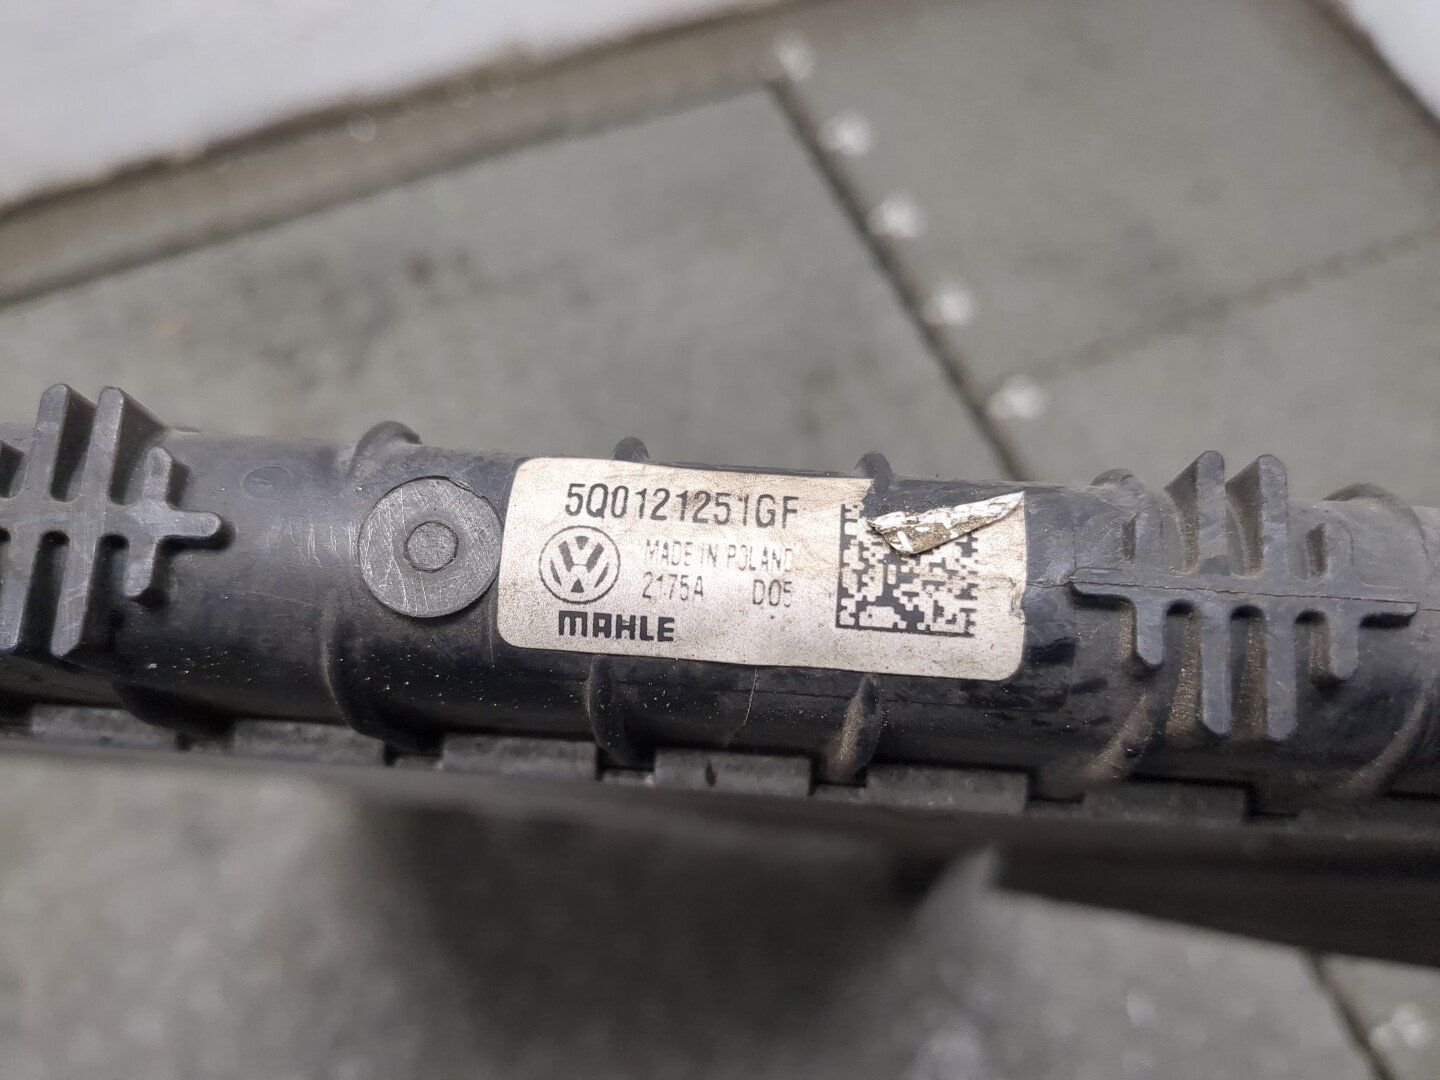 5Q0121251GF
MADE IN POLAND
2175A D05
MAHLE